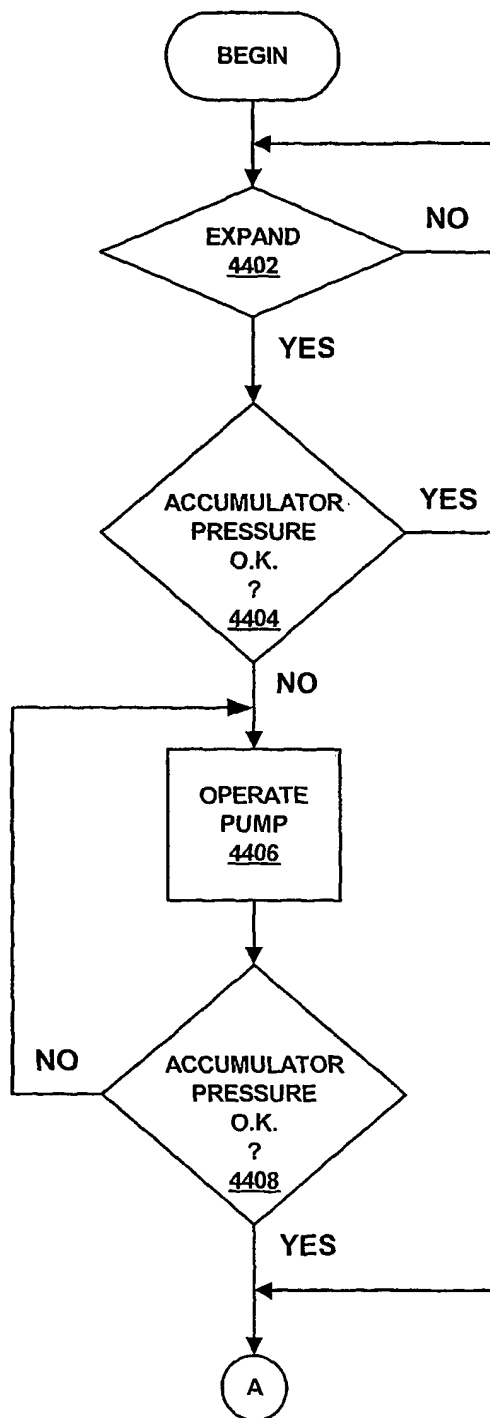 BEGIN
EXPAND
4402
NO
YES
ACCUMULATOR
PRESSURE
O.K.
?
4404
YES
NO
OPERATE
PUMP
4406
ACCUMULATOR
PRESSURE
O.K.
?
4408
NO
YES
A